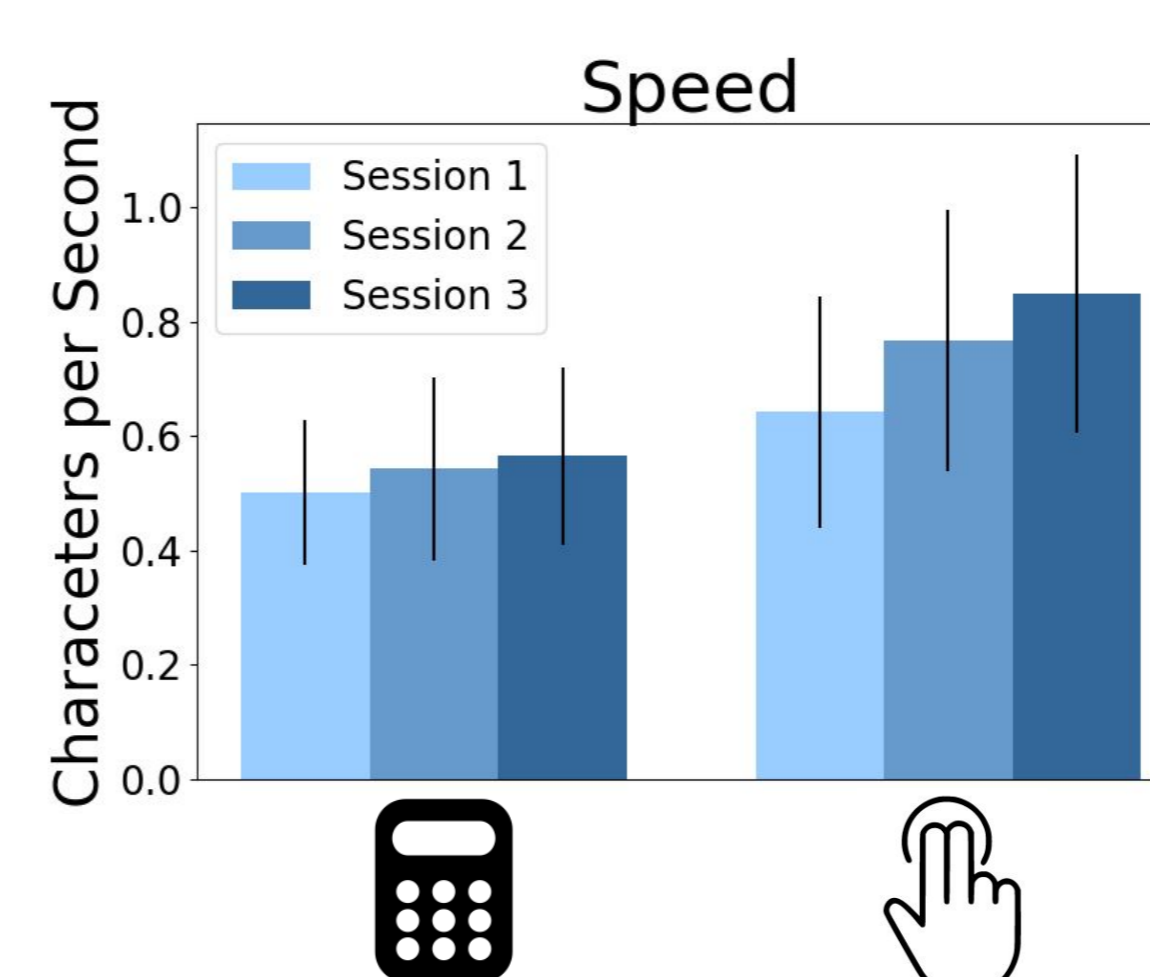 Speed
Characeters per Second
1.0
0.8
0.6
0.4
0.2
0.0
Session 1
Session 2
Session 3